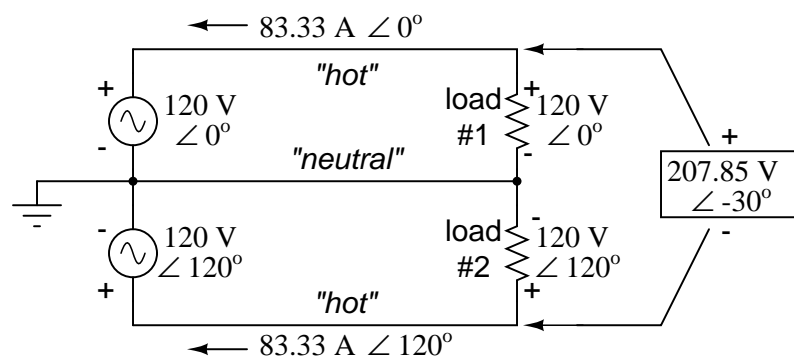 83.33 A ∠ 0°
"hot"
+
120 V
∠ 0°
-
load
#1
+
120 V
∠ 0°
-
"neutral"
+
207.85 V
∠ -30°
-
-
120 V
∠ 120°
+
load
#2
-
120 V
∠ 120°
+
"hot"
83.33 A ∠ 120°